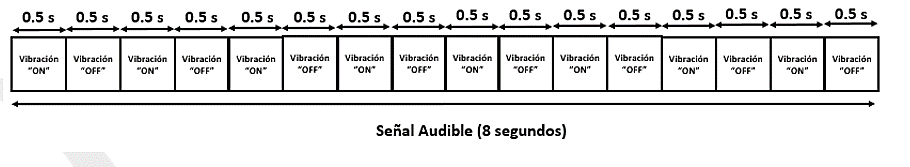 0.5 s 0.5 s 0.5 s 0.5 s 0.5 s 0.5 s 0.5 s 0.5 s 0.5 s 0.5 s 0.5 s 0.5 s 0.5 s 0.5 s 0.5 s 0.5 s
Vibración Vibración Vibración Vibración Vibración Vibración Vibración Vibración Vibración Vibración Vibración Vibración Vibración Vibración Vibración Vibración
“ON” “OFF” “ON” “OFF” “ON” “OFF” “ON” “OFF” “ON” “OFF” “ON” “OFF” “ON” “OFF” “ON” “OFF”
Señal Audible (8 segundos)